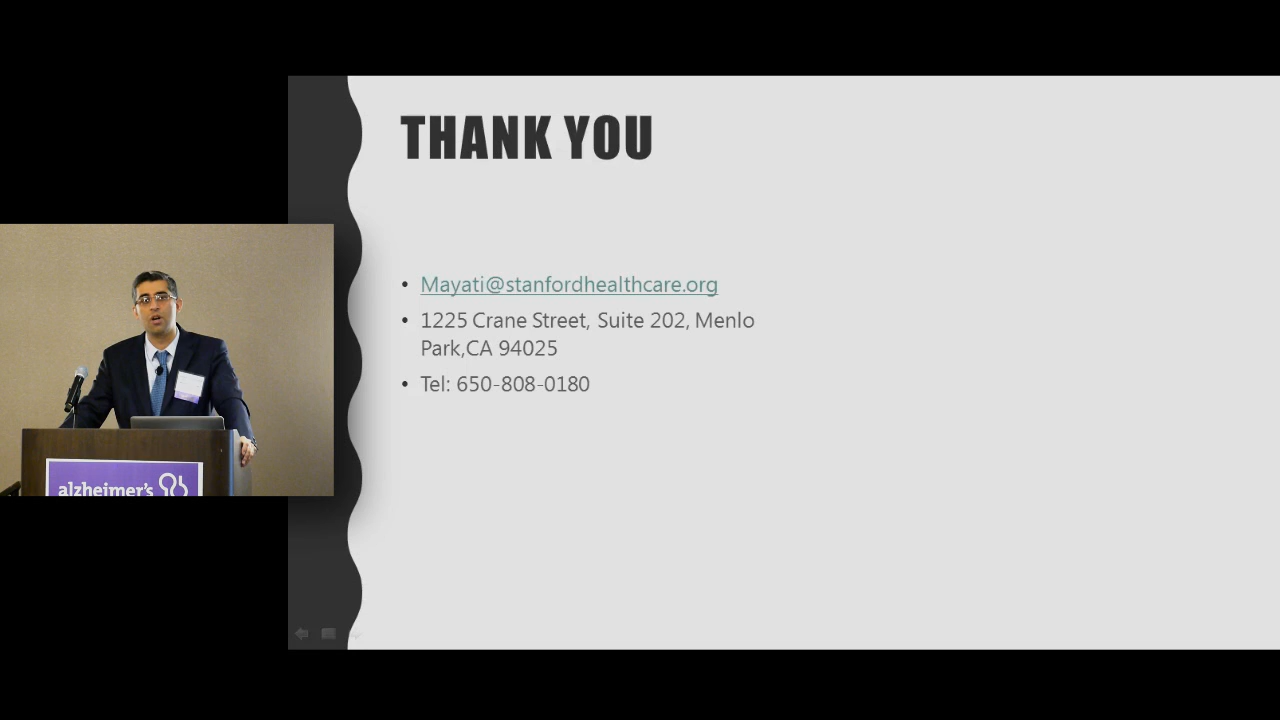 THANK YOU
• Mayati@stanfordhealthcare.org
• 1225 Crane Street, Suite 202, Menlo
Park,CA 94025
• Tel: 650-808-0180
alzheimer's